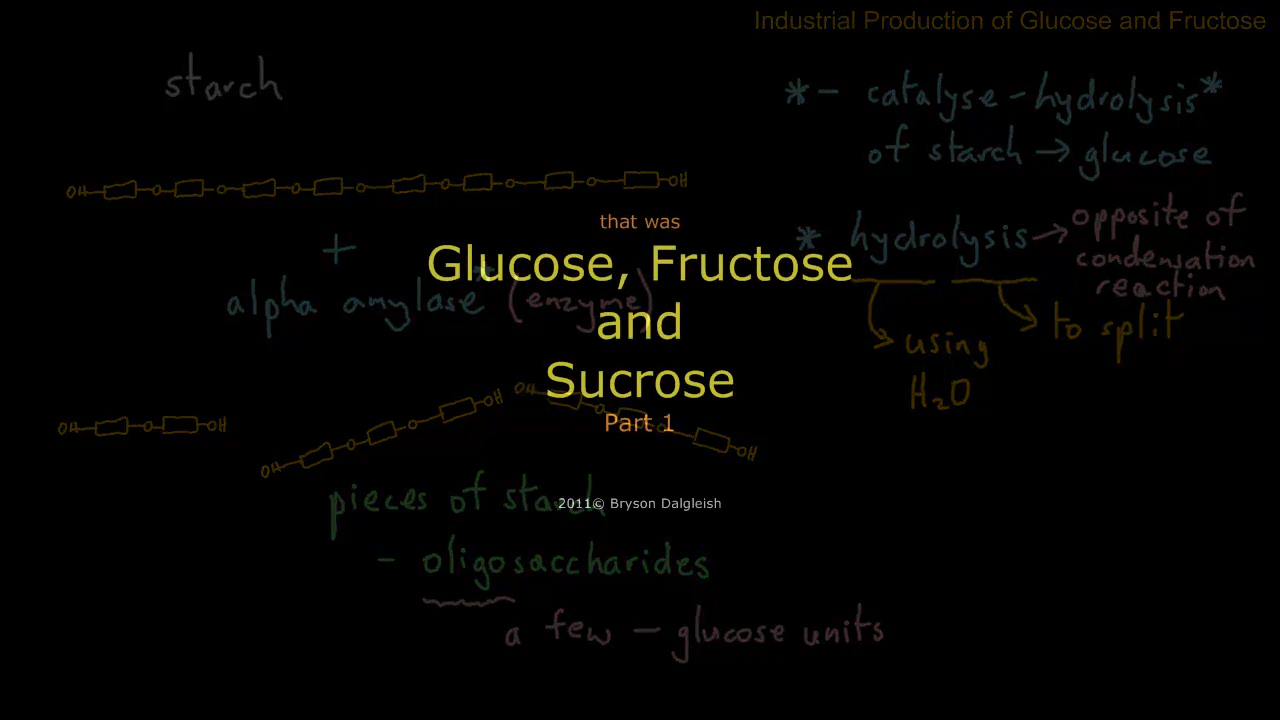 Industrial Production of Glucose and Fructose
starch
OH OH
+
alpha amylase* (enzyme)
OH OH
OH OH
OH OH
pieces of starch
- oligosaccharides
a few - glucose units
* - catalyse - hydrolysis*
of starch → glucose
* hydrolysis → opposite of
condensation
reaction
using
H₂O
to split
that was
Glucose, Fructose
and
Sucrose
Part 1
2011© Bryson Dalgleish